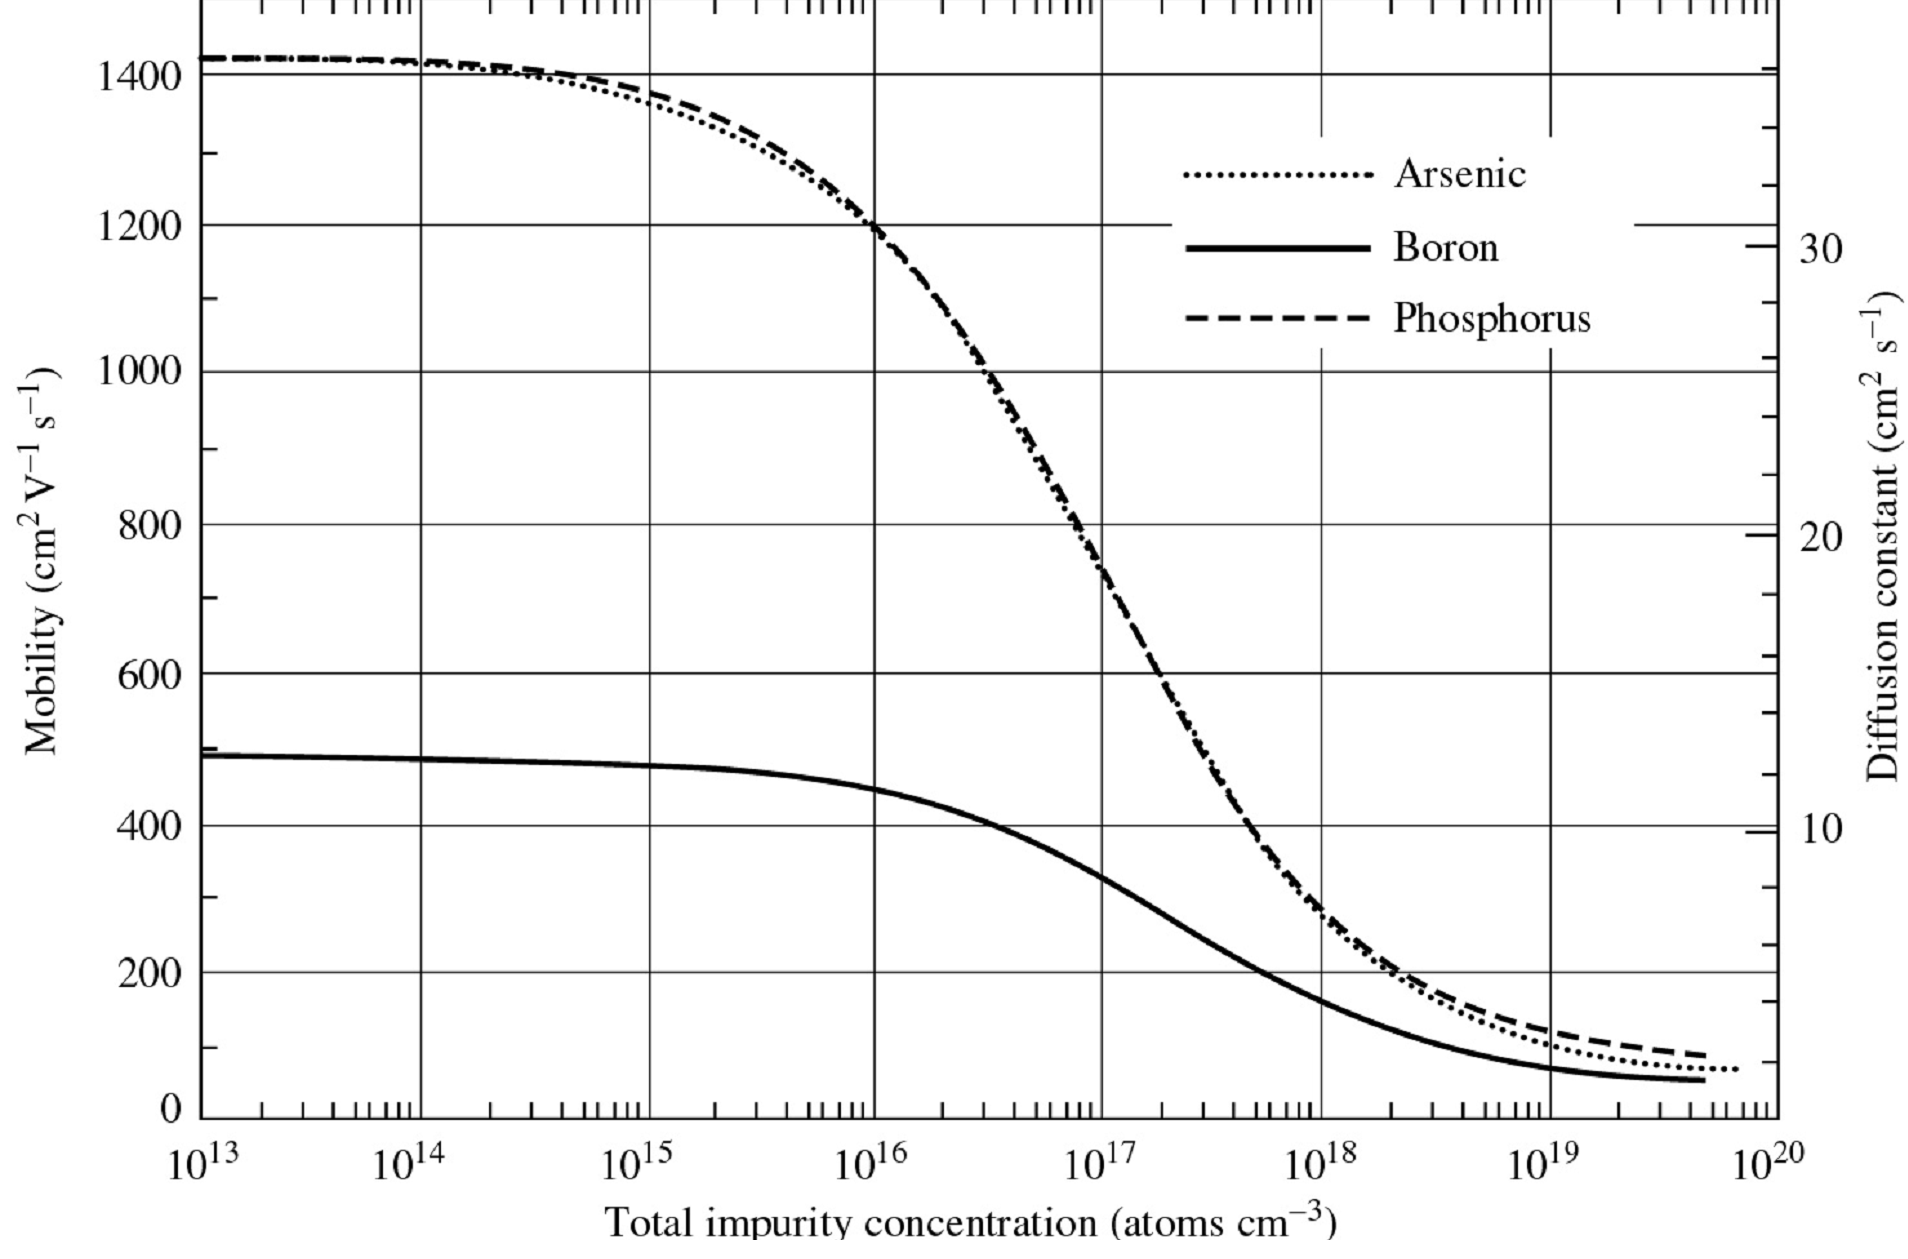 1400
1200
1000
800
600
400
200
0
Mobility (cm² V⁻¹ s⁻¹)
Arsenic
Boron
Phosphorus
30
20
10
Diffusion constant (cm² s⁻¹)
10¹³ 10¹⁴ 10¹⁵ 10¹⁶ 10¹⁷ 10¹⁸ 10¹⁹ 10²⁰
Total impurity concentration (atoms cm⁻³)